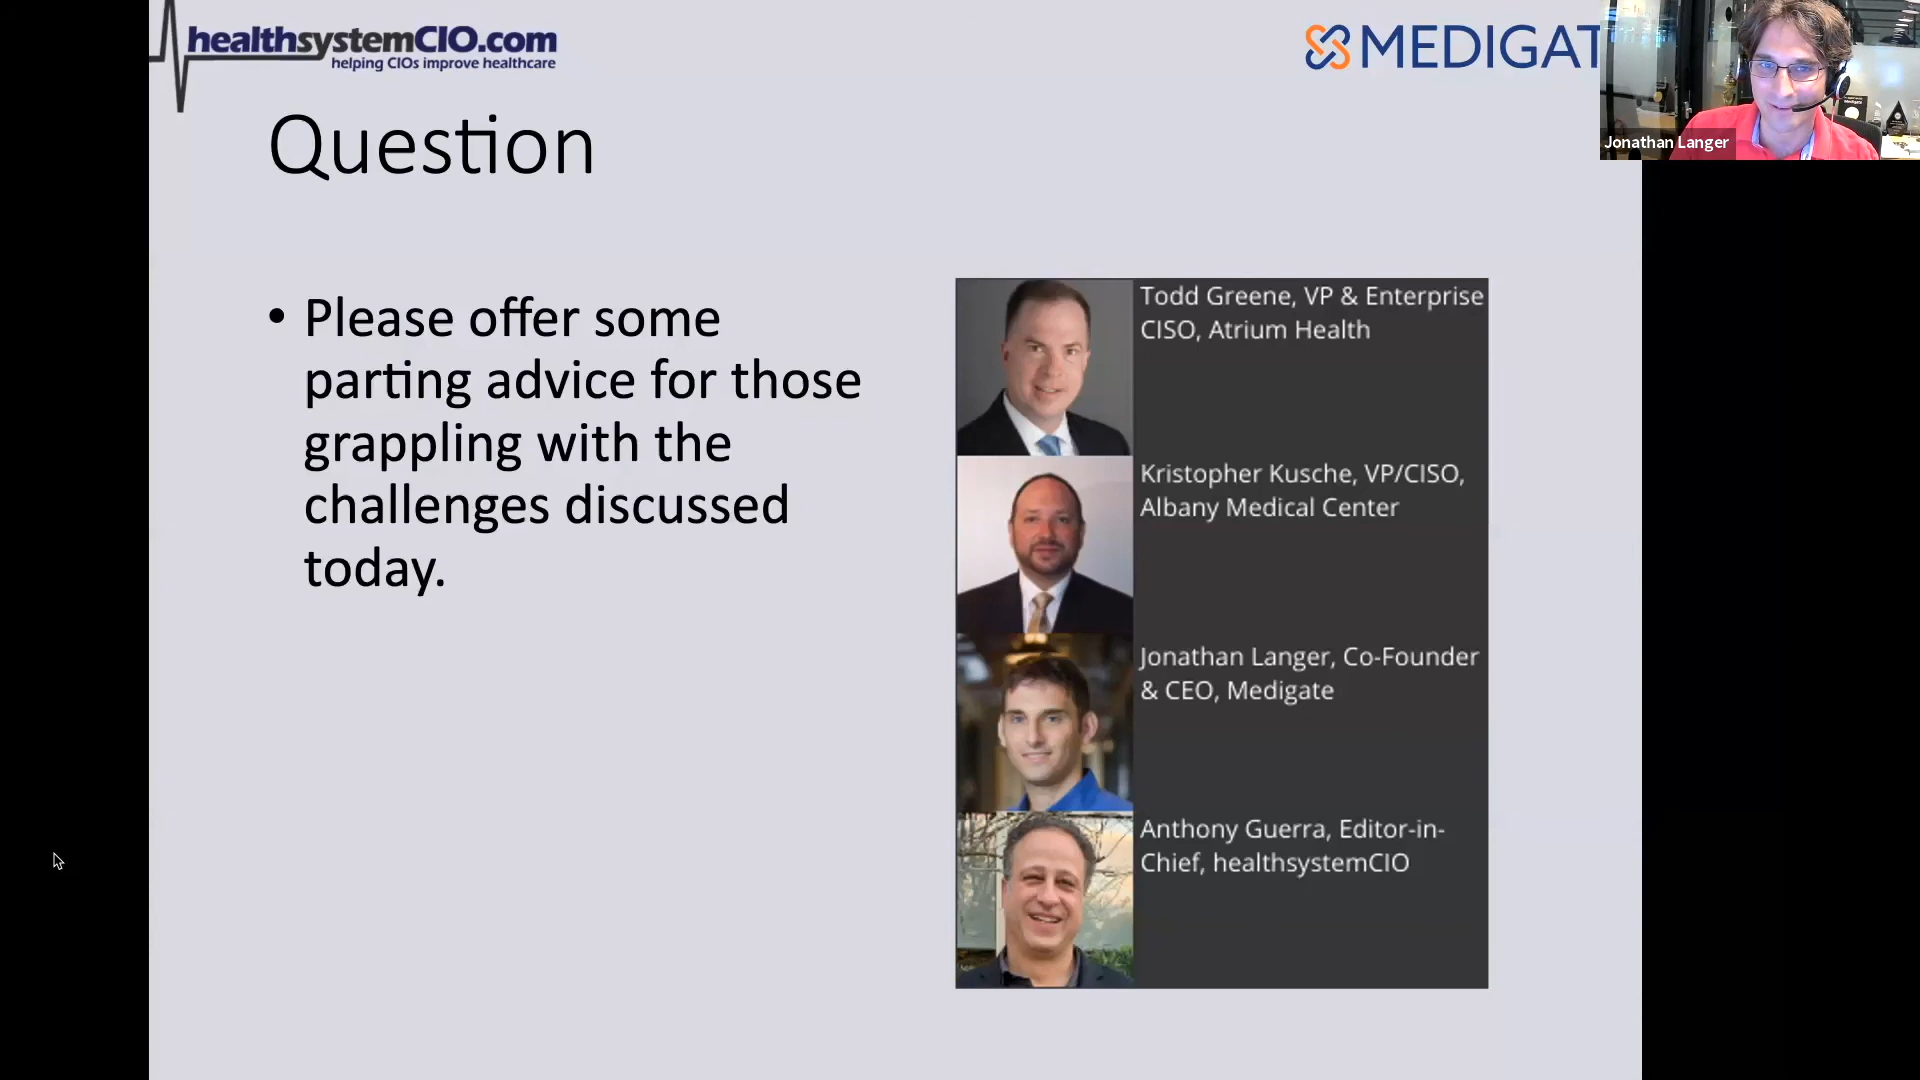 healthsystemCIO.com
helping CIOs improve healthcare
MEDIGAT
Jonathan Langer
Question
• Please offer some
parting advice for those
grappling with the
challenges discussed
today.
Todd Greene, VP & Enterprise
CISO, Atrium Health
Kristopher Kusche, VP/CISO,
Albany Medical Center
Jonathan Langer, Co-Founder
& CEO, Medigate
Anthony Guerra, Editor-in-
Chief, healthsystemCIO